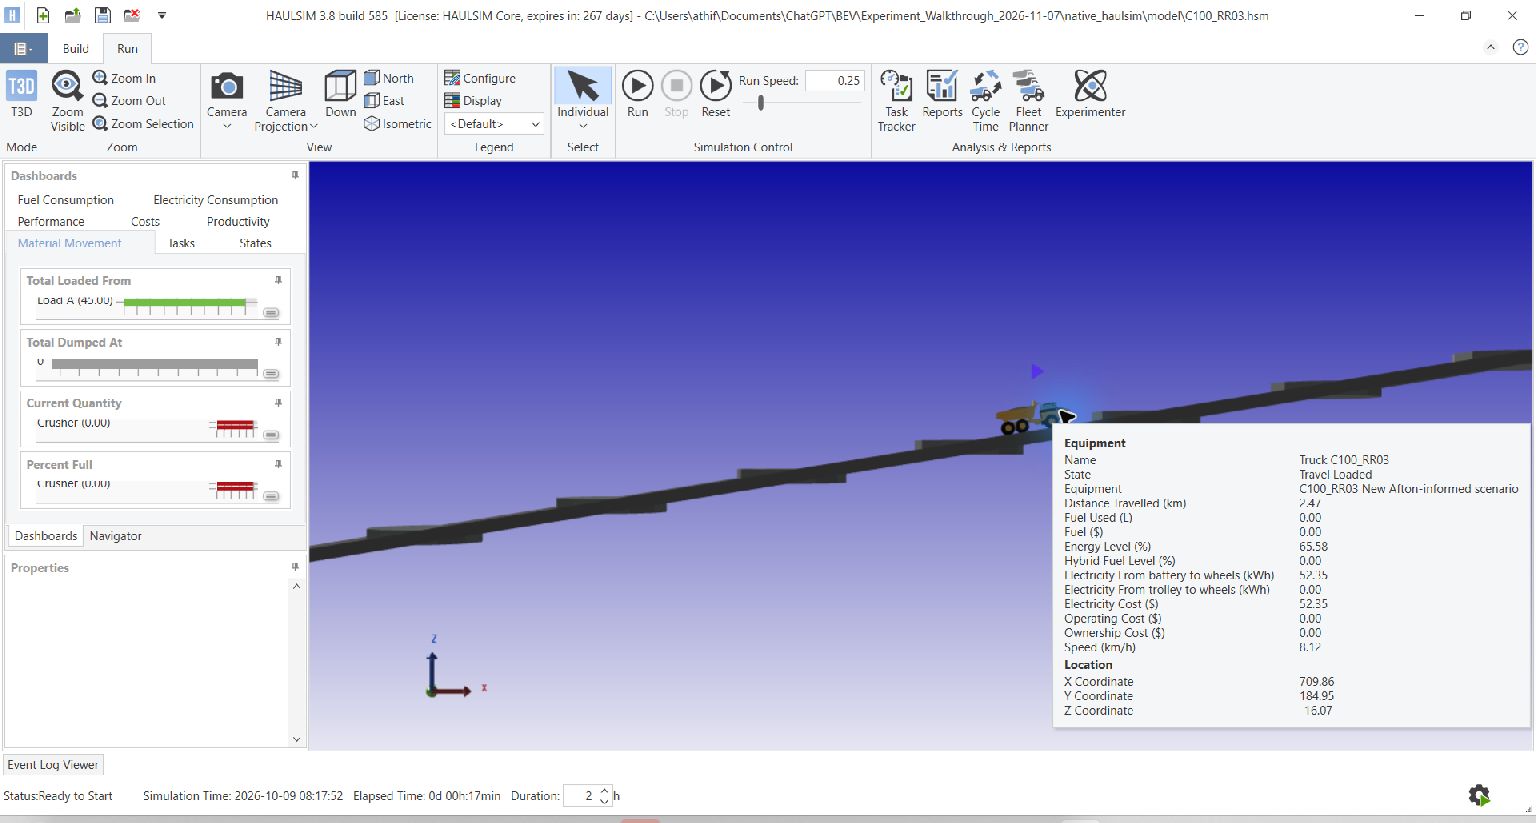 HAULSIM 3.8 build 585 [License: HAULSIM Core, expires in: 267 days] - C:\Users\athif\Documents\ChatGPT\BEV\Experiment_Walkthrough_2026-11-07\native_haulsim\model\C100_RR03.hsm
Build Run
T3D
Mode
Zoom Visible
Zoom In
Zoom Out
Zoom Selection
Zoom
Camera
Camera Projection
Down
North
East
Isometric
View
Configure
Display
<Default>
Legend
Individual
Select
Run
Stop
Reset
Run Speed: 0.25
Simulation Control
Task Tracker
Reports
Cycle Time
Fleet Planner
Experimenter
Analysis & Reports
Dashboards
Fuel Consumption Electricity Consumption
Performance Costs Productivity
Material Movement Tasks States
Total Loaded From
Load A (45.00)
Total Dumped At
0
Current Quantity
Crusher (0.00)
Percent Full
Crusher (0.00)
Dashboards Navigator
Properties
Z
X
Equipment
Name Truck C100_RR03
State Travel Loaded
Equipment C100_RR03 New Afton-informed scenario
Distance Travelled (km) 2.47
Fuel Used (L) 0.00
Fuel ($) 0.00
Energy Level (%) 65.58
Hybrid Fuel Level (%) 0.00
Electricity From battery to wheels (kWh) 52.35
Electricity From trolley to wheels (kWh) 0.00
Electricity Cost ($) 52.35
Operating Cost ($) 0.00
Ownership Cost ($) 0.00
Speed (km/h) 8.12
Location
X Coordinate 709.86
Y Coordinate 184.95
Z Coordinate 16.07
Event Log Viewer
Status:Ready to Start Simulation Time: 2026-10-09 08:17:52 Elapsed Time: 0d 00h:17min Duration: 2 h